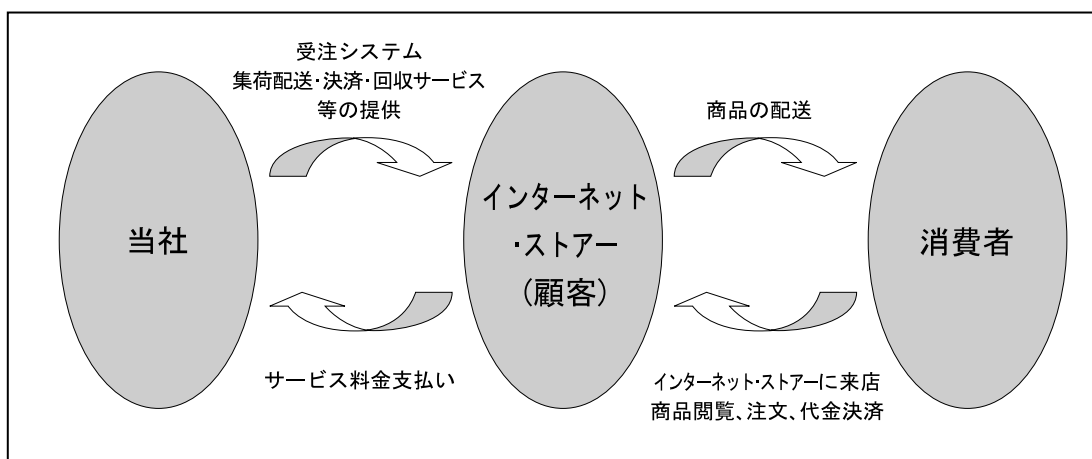 受注システム
集荷配送・決済・回収サービス
等の提供
商品の配送
当社
インターネット
・ストアー
（顧客）
消費者
サービス料金支払い
インターネット・ストアーに来店
商品閲覧、注文、代金決済